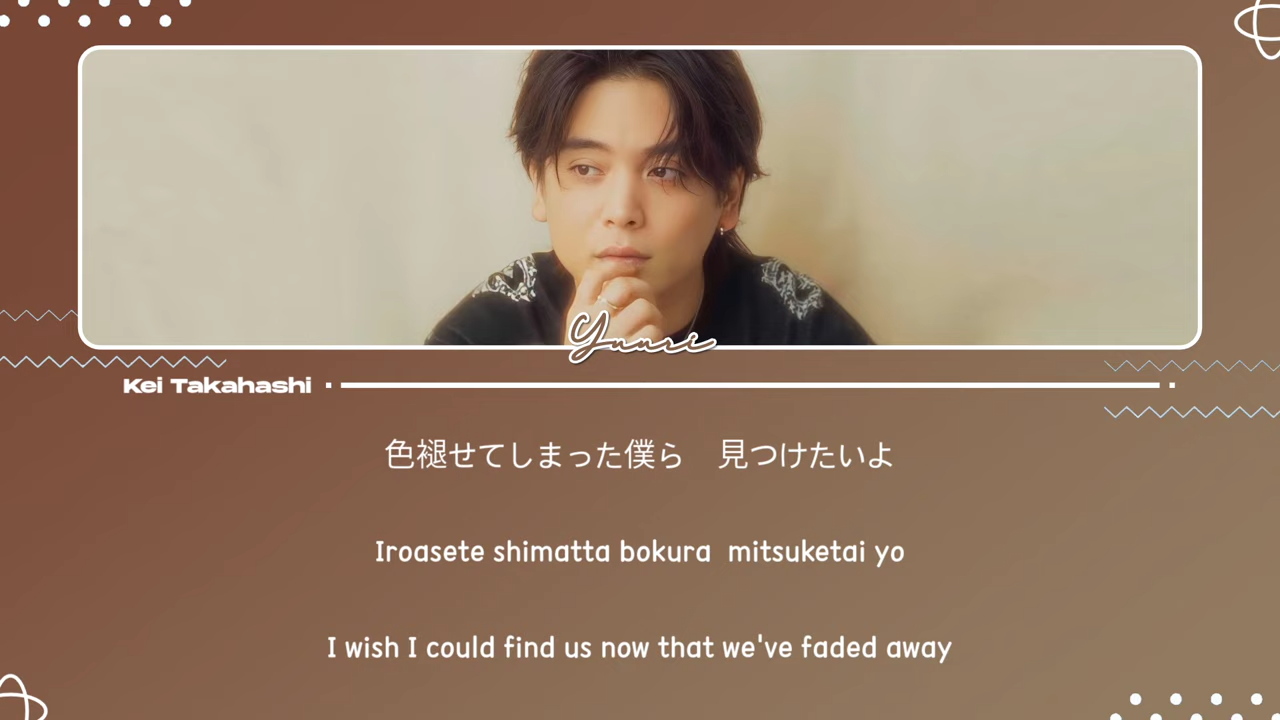 Yuuri
Kei Takahashi
色褪せてしまった僕ら　見つけたいよ
Iroasete shimatta bokura  mitsuketai yo
I wish I could find us now that we've faded away